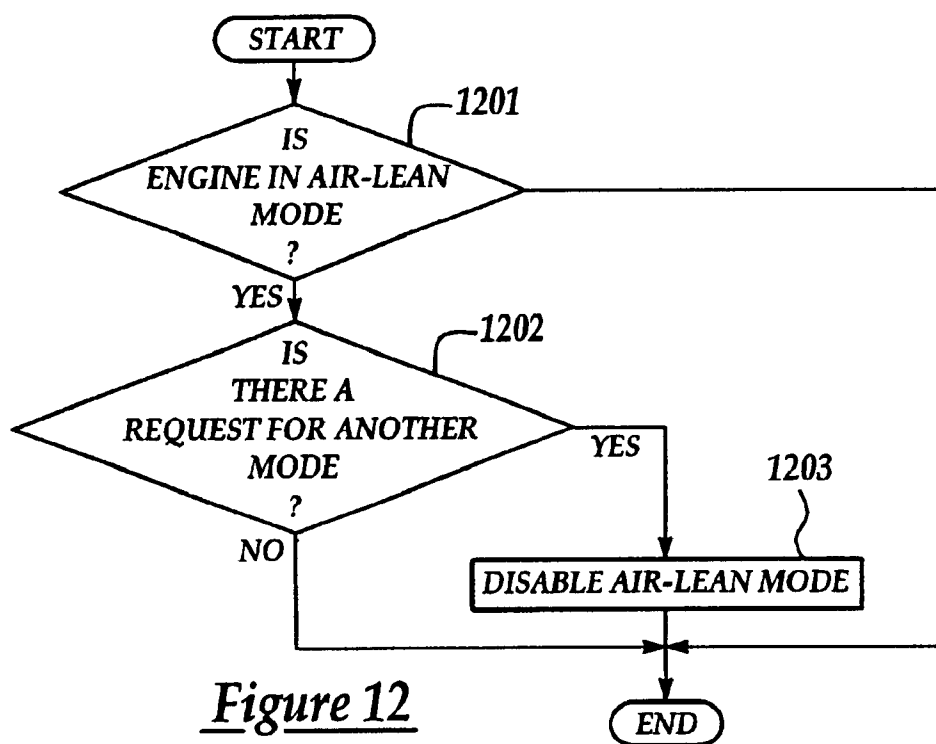 START
1201
IS
ENGINE IN AIR-LEAN
MODE
?
YES
1202
IS
THERE A
REQUEST FOR ANOTHER
MODE
?
YES
NO
1203
DISABLE AIR-LEAN MODE
Figure 12
END